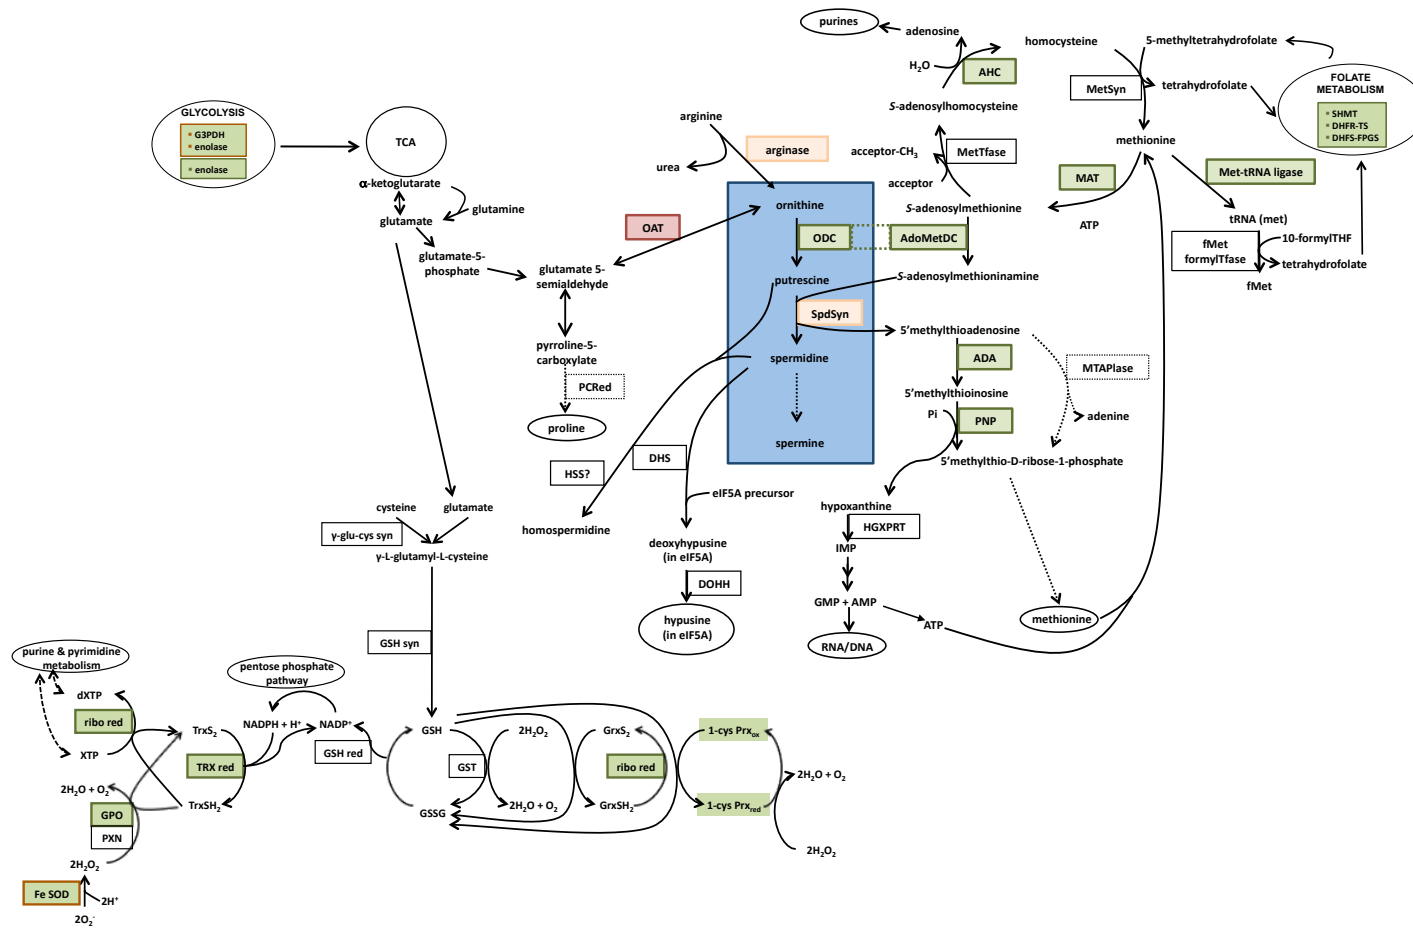 purines
adenosine
H₂O
AHC
homocysteine
5-methyltetrahydrofolate
MetSyn
tetrahydrofolate
FOLATE
METABOLISM
SHMT
DHFR-TS
DHFS-FPGS
GLYCOLYSIS
G3PDH
enolase
enolase
TCA
α-ketoglutarate
glutamine
glutamate
glutamate-5-
phosphate
arginine
arginase
urea
S-adenosylhomocysteine
acceptor-CH₃
MetTfase
acceptor
S-adenosylmethionine
methionine
MAT
ATP
Met-tRNA ligase
tRNA (met)
fMet
formylTfase
10-formylTHF
tetrahydrofolate
fMet
OAT
ornithine
ODC
AdoMetDC
glutamate 5-
semialdehyde
putrescine
S-adenosylmethioninamine
SpdSyn
5'methylthioadenosine
pyrroline-5-
carboxylate
PCRed
proline
spermidine
spermine
ADA
MTAPlase
5'methylthioinosine
Pi
PNP
adenine
5'methylthio-D-ribose-1-phosphate
HSS?
DHS
eIF5A precursor
homospermidine
deoxyhypusine
(in eIF5A)
DOHH
hypusine
(in eIF5A)
hypoxanthine
HGXPRT
IMP
GMP + AMP
ATP
RNA/DNA
methionine
cysteine
glutamate
γ-glu-cys syn
γ-L-glutamyl-L-cysteine
GSH syn
purine & pyrimidine
metabolism
pentose phosphate
pathway
dXTP
ribo red
XTP
TrxS₂
TRX red
TrxSH₂
NADPH + H⁺
NADP⁺
GSH red
GSH
GST
GSSG
2H₂O₂
2H₂O + O₂
GrxS₂
ribo red
GrxSH₂
1-cys Prxₒₓ
1-cys Prx_red
2H₂O + O₂
2H₂O₂
2H₂O + O₂
GPO
PXN
2H₂O₂
Fe SOD
2H⁺
2O₂⁻